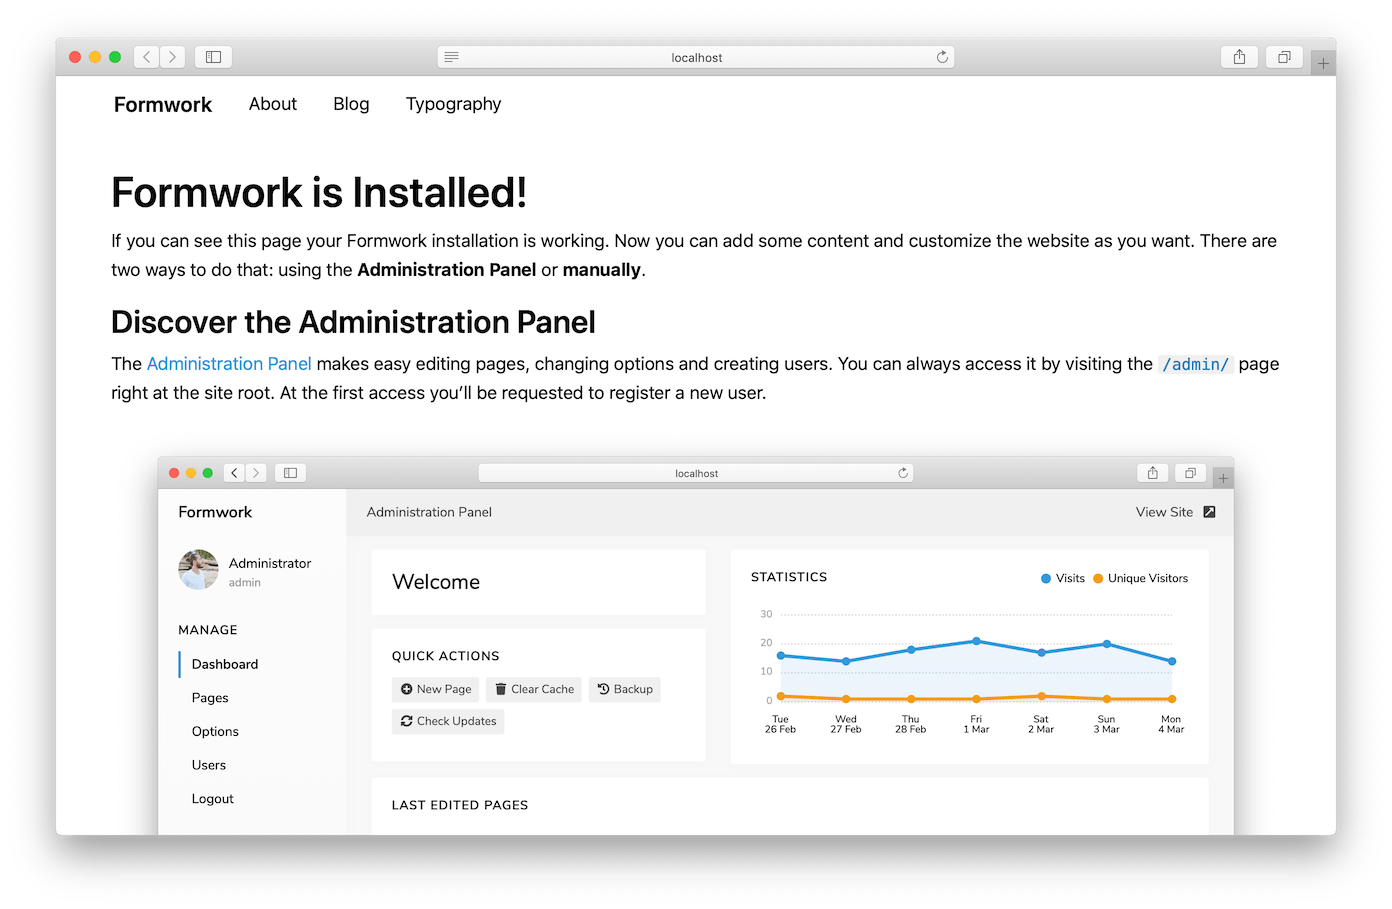 localhost
Formwork About Blog Typography
Formwork is Installed!
If you can see this page your Formwork installation is working. Now you can add some content and customize the website as you want. There are
two ways to do that: using the Administration Panel or manually.
Discover the Administration Panel
The Administration Panel makes easy editing pages, changing options and creating users. You can always access it by visiting the /admin/ page
right at the site root. At the first access you’ll be requested to register a new user.
localhost
Formwork
Administration Panel
View Site
Administrator
admin
MANAGE
Dashboard
Pages
Options
Users
Logout
Welcome
QUICK ACTIONS
New Page Clear Cache Backup
Check Updates
STATISTICS
Visits Unique Visitors
30
20
10
0
Tue Wed Thu Fri Sat Sun Mon
26 Feb 27 Feb 28 Feb 1 Mar 2 Mar 3 Mar 4 Mar
LAST EDITED PAGES